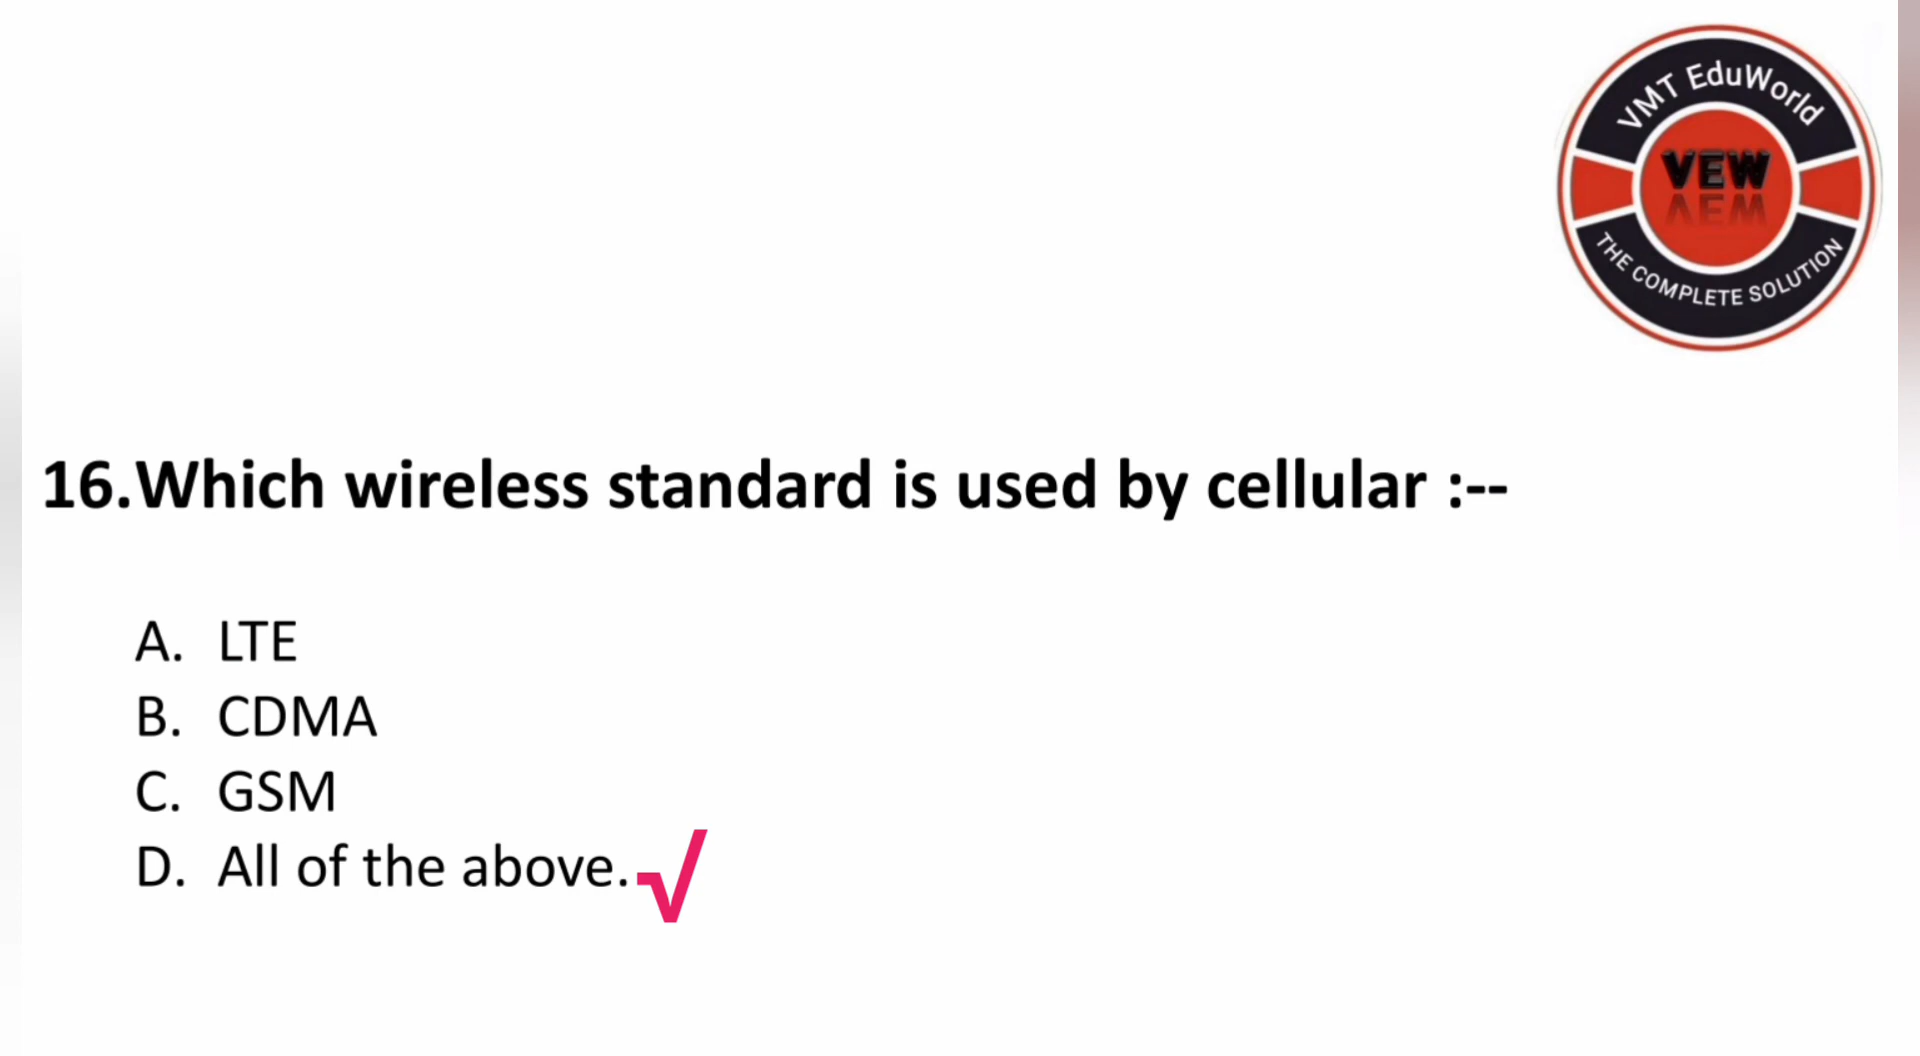 VMT EduWorld
VEW
THE COMPLETE SOLUTION
16.Which wireless standard is used by cellular :--
A. LTE
B. CDMA
C. GSM
D. All of the above.√